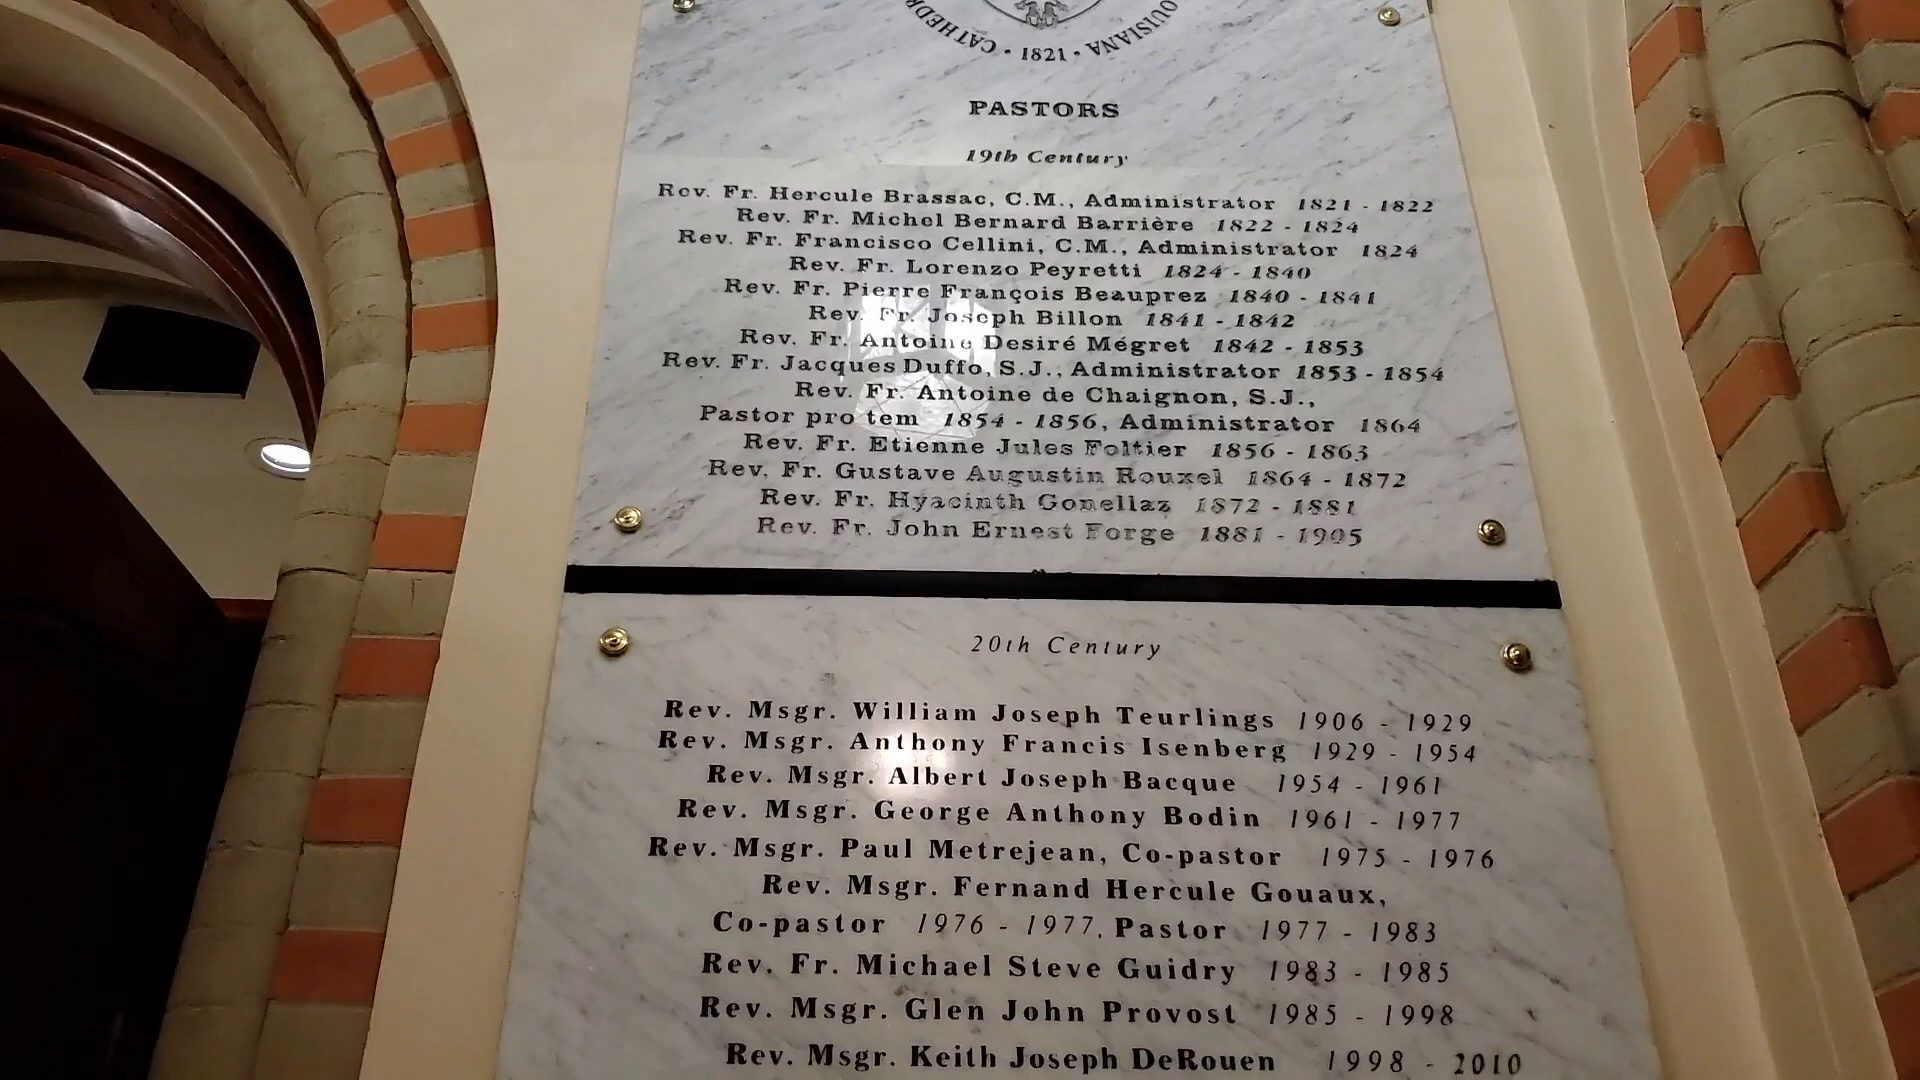 CATHEDR
· 1821 ·
OUISIANA
PASTORS
19th Century
Rev. Fr. Hercule Brassac, C.M., Administrator 1821 - 1822
Rev. Fr. Michel Bernard Barrière 1822 - 1824
Rev. Fr. Francisco Cellini, C.M., Administrator 1824
Rev. Fr. Lorenzo Peyretti 1824 - 1840
Rev. Fr. Pierre François Beauprez 1840 - 1841
Rev. Fr. Joseph Billon 1841 - 1842
Rev. Fr. Antoine Desiré Mégret 1842 - 1853
Rev. Fr. Jacques Duffo, S.J., Administrator 1853 - 1854
Rev. Fr. Antoine de Chaignon, S.J.,
Pastor pro tem 1854 - 1856, Administrator 1864
Rev. Fr. Etienne Jules Foltier 1856 - 1863
Rev. Fr. Gustave Augustin Rouxel 1864 - 1872
Rev. Fr. Hyacinth Gonellaz 1872 - 1881
Rev. Fr. John Ernest Forge 1881 - 1905
20th Century
Rev. Msgr. William Joseph Teurlings 1906 - 1929
Rev. Msgr. Anthony Francis Isenberg 1929 - 1954
Rev. Msgr. Albert Joseph Bacque 1954 - 1961
Rev. Msgr. George Anthony Bodin 1961 - 1977
Rev. Msgr. Paul Metrejean, Co-pastor 1975 - 1976
Rev. Msgr. Fernand Hercule Gouaux,
Co-pastor 1976 - 1977, Pastor 1977 - 1983
Rev. Fr. Michael Steve Guidry 1983 - 1985
Rev. Msgr. Glen John Provost 1985 - 1998
Rev. Msgr. Keith Joseph DeRouen 1998 - 2010